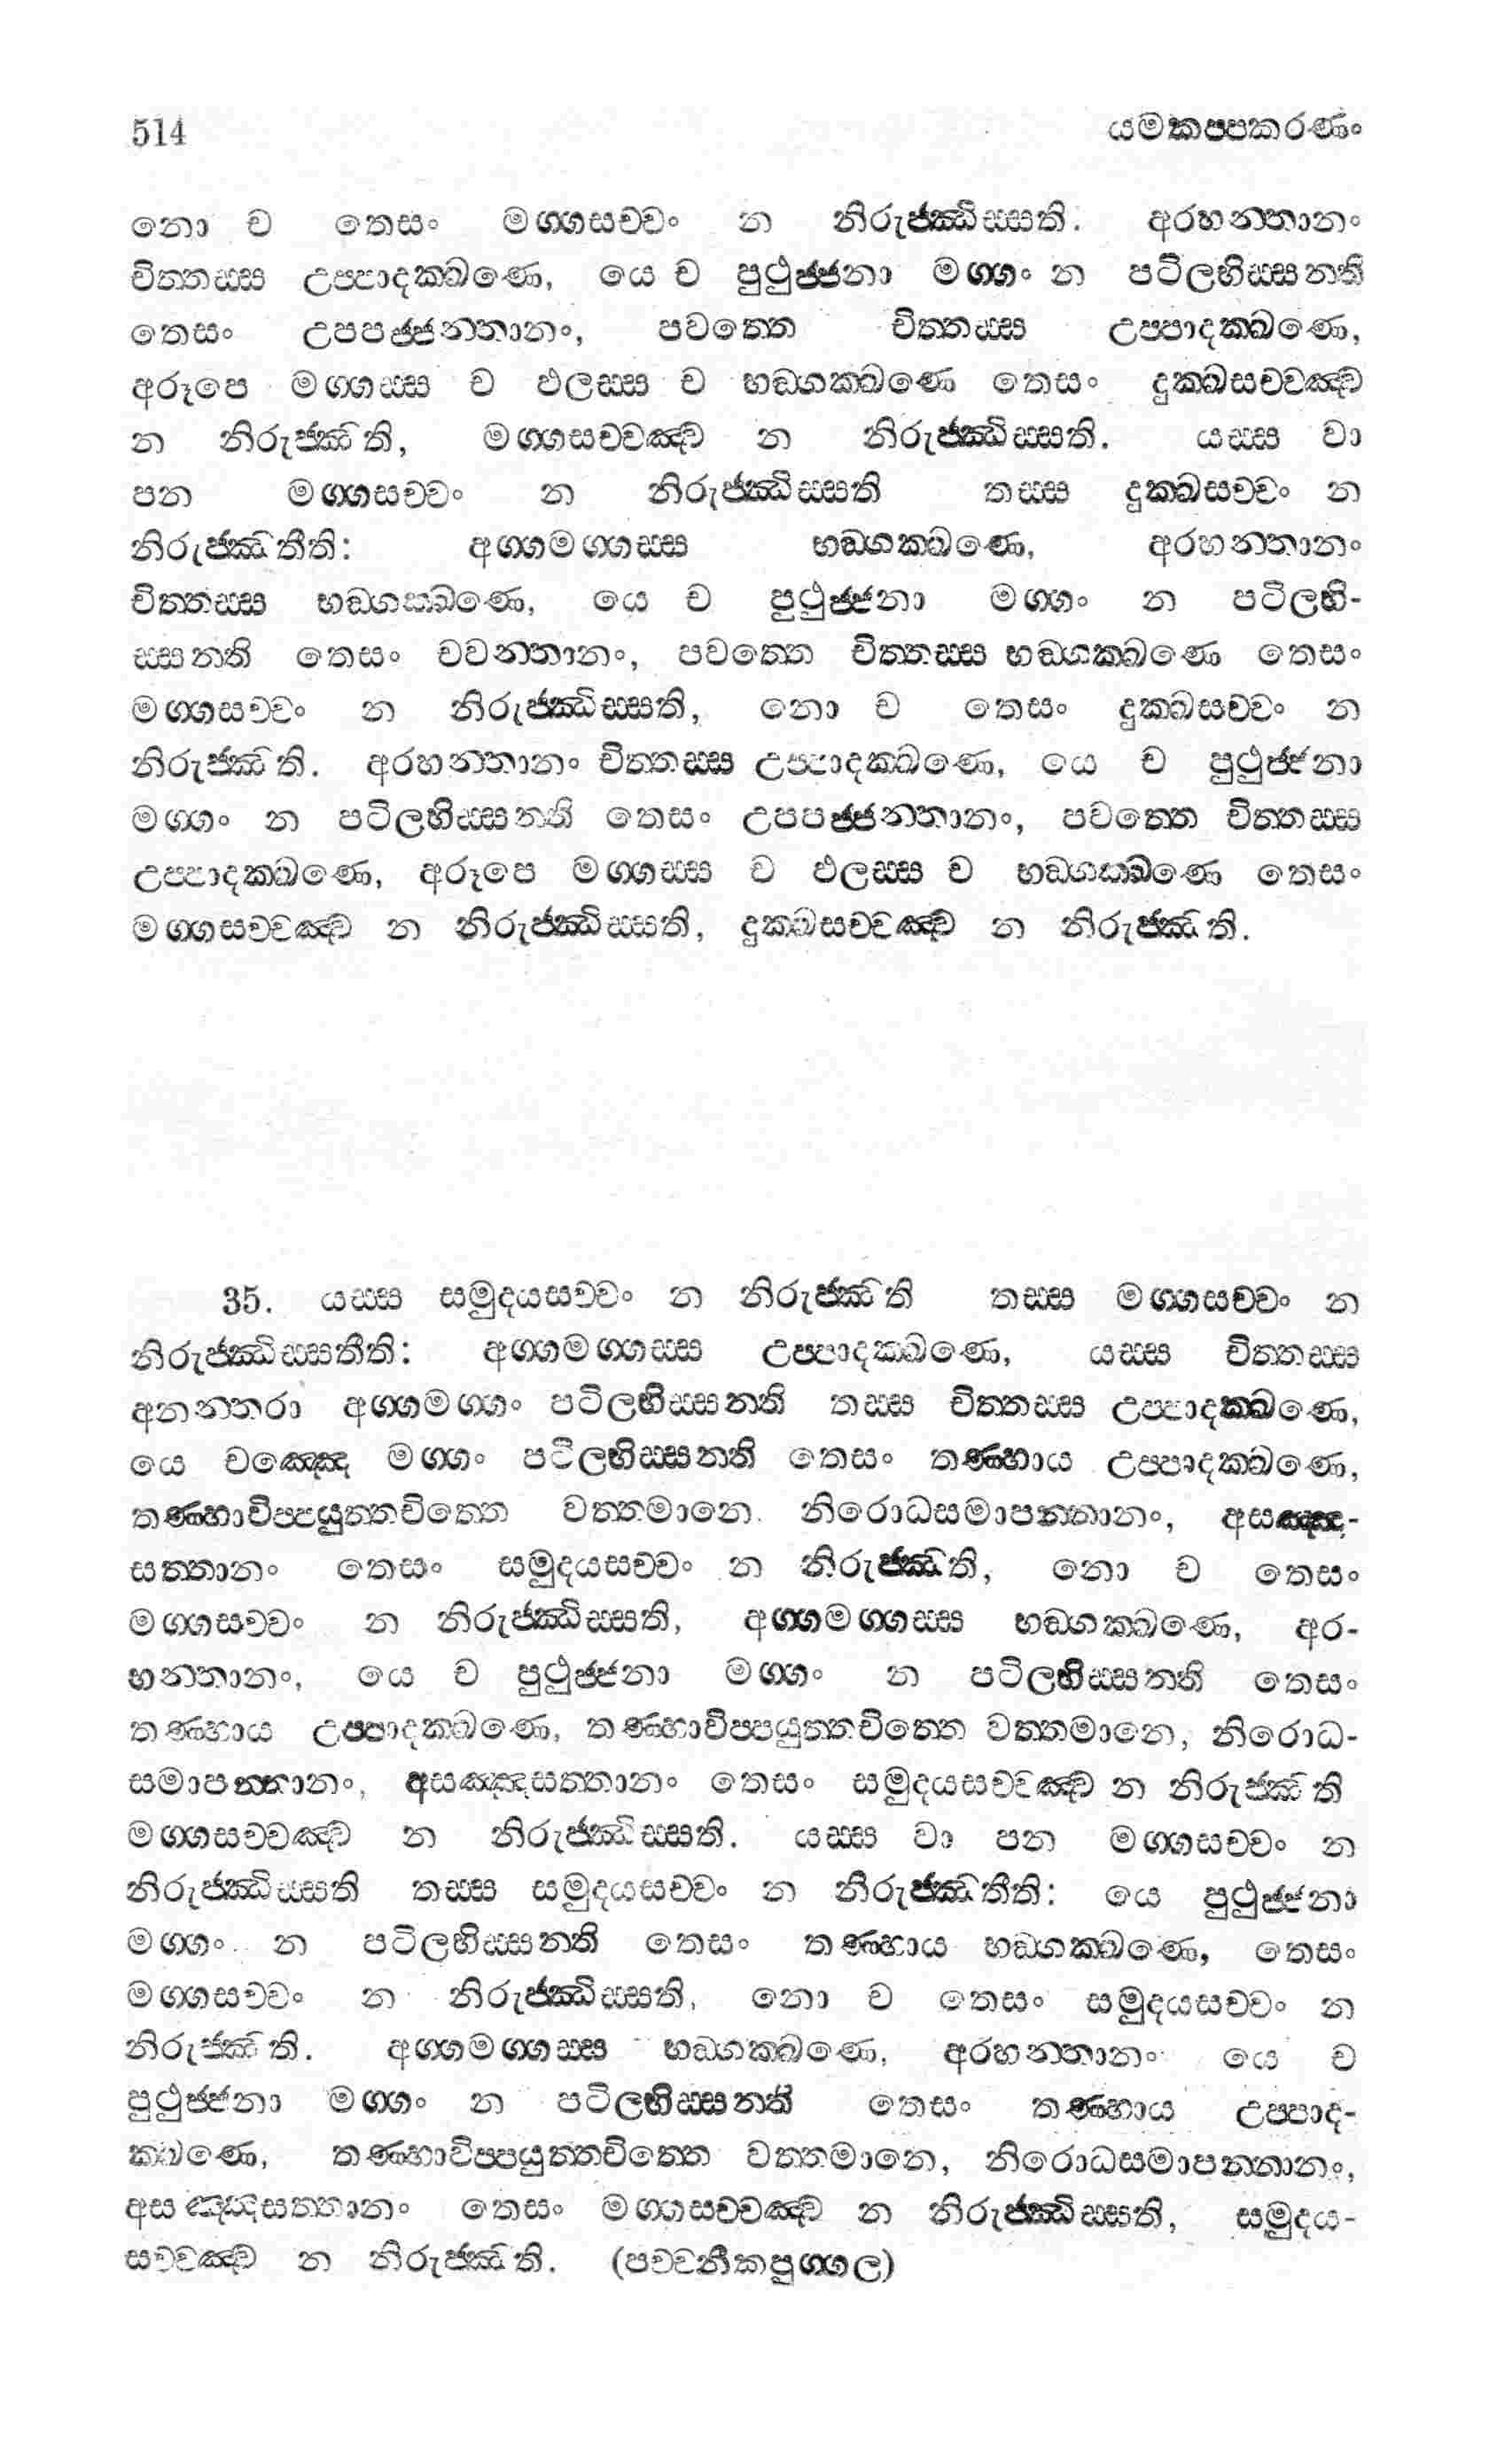 514 යමකප්පකරණං
නො ච තෙසං මග්ගසච්චං න නිරුජ්ඣිස්සති. අරහන්තානං
චිත්තස්ස උප්පාදක්ඛණෙ, යෙ ච පුථුජ්ජනා මග්ගං න පටිලභිස්සන්ති
තෙසං උපපජ්ජන්තානං, පවත්තෙ චිත්තස්ස උප්පාදක්ඛණෙ,
අරූපෙ මග්ගස්ස ච ඵලස්ස ච භඞ්ගක්ඛණෙ තෙසං දුක්ඛසච්චඤ්ච
න නිරුජ්ඣති, මග්ගසච්චඤ්ච න නිරුජ්ඣිස්සති. යස්ස වා
පන මග්ගසච්චං න නිරුජ්ඣිස්සති තස්ස දුක්ඛසච්චං න
නිරුජ්ඣතීති: අග්ගමග්ගස්ස භඞ්ගක්ඛණෙ, අරහන්තානං
චිත්තස්ස භඞ්ගක්ඛණෙ, යෙ ච පුථුජ්ජනා මග්ගං න පටිලභි-
ස්සන්ති තෙසං චවන්තානං, පවත්තෙ චිත්තස්ස භඞ්ගක්ඛණෙ තෙසං
මග්ගසච්චං න නිරුජ්ඣිස්සති, නො ච තෙසං දුක්ඛසච්චං න
නිරුජ්ඣති. අරහන්තානං චිත්තස්ස උප්පාදක්ඛණෙ, යෙ ච පුථුජ්ජනා
මග්ගං න පටිලභිස්සන්ති තෙසං උපපජ්ජන්තානං, පවත්තෙ චිත්තස්ස
උප්පාදක්ඛණෙ, අරූපෙ මග්ගස්ස ච ඵලස්ස ච භඞ්ගක්ඛණෙ තෙසං
මග්ගසච්චඤ්ච න නිරුජ්ඣිස්සති, දුක්ඛසච්චඤ්ච න නිරුජ්ඣති.
35. යස්ස සමුදයසච්චං න නිරුජ්ඣති තස්ස මග්ගසච්චං න
නිරුජ්ඣිස්සතීති: අග්ගමග්ගස්ස උප්පාදක්ඛණෙ, යස්ස චිත්තස්ස
අනන්තරා අග්ගමග්ගං පටිලභිස්සන්ති තස්ස චිත්තස්ස උප්පාදක්ඛණෙ,
යෙ චඤ්ඤෙ මග්ගං පටිලභිස්සන්ති තෙසං තණ්හාය උප්පාදක්ඛණෙ,
තණ්හාවිප්පයුත්තචිත්තෙ වත්තමානෙ නිරොධසමාපන්නානං, අසඤ්ඤ-
සත්තානං තෙසං සමුදයසච්චං න නිරුජ්ඣති, නො ච තෙසං
මග්ගසච්චං න නිරුජ්ඣිස්සති, අග්ගමග්ගස්ස භඞ්ගක්ඛණෙ, අර-
හන්තානං, යෙ ච පුථුජ්ජනා මග්ගං න පටිලභිස්සන්ති තෙසං
තණ්හාය උප්පාදක්ඛණෙ, තණ්හාවිප්පයුත්තචිත්තෙ වත්තමානෙ, නිරොධ-
සමාපන්නානං, අසඤ්ඤසත්තානං තෙසං සමුදයසච්චඤ්ච න නිරුජ්ඣති
මග්ගසච්චඤ්ච න නිරුජ්ඣිස්සති. යස්ස වා පන මග්ගසච්චං න
නිරුජ්ඣිස්සති තස්ස සමුදයසච්චං න නිරුජ්ඣතීති: යෙ පුථුජ්ජනා
මග්ගං න පටිලභිස්සන්ති තෙසං තණ්හාය භඞ්ගක්ඛණෙ, තෙසං
මග්ගසච්චං න නිරුජ්ඣිස්සති, නො ච තෙසං සමුදයසච්චං න
නිරුජ්ඣති. අග්ගමග්ගස්ස භඞ්ගක්ඛණෙ, අරහන්තානං යෙ ච
පුථුජ්ජනා මග්ගං න පටිලභිස්සන්ති තෙසං තණ්හාය උප්පාද-
ක්ඛණෙ, තණ්හාවිප්පයුත්තචිත්තෙ වත්තමානෙ, නිරොධසමාපන්නානං,
අසඤ්ඤසත්තානං තෙසං මග්ගසච්චඤ්ච න නිරුජ්ඣිස්සති, සමුදය-
සච්චඤ්ච න නිරුජ්ඣති. (පච්චනීකපුග්ගල)